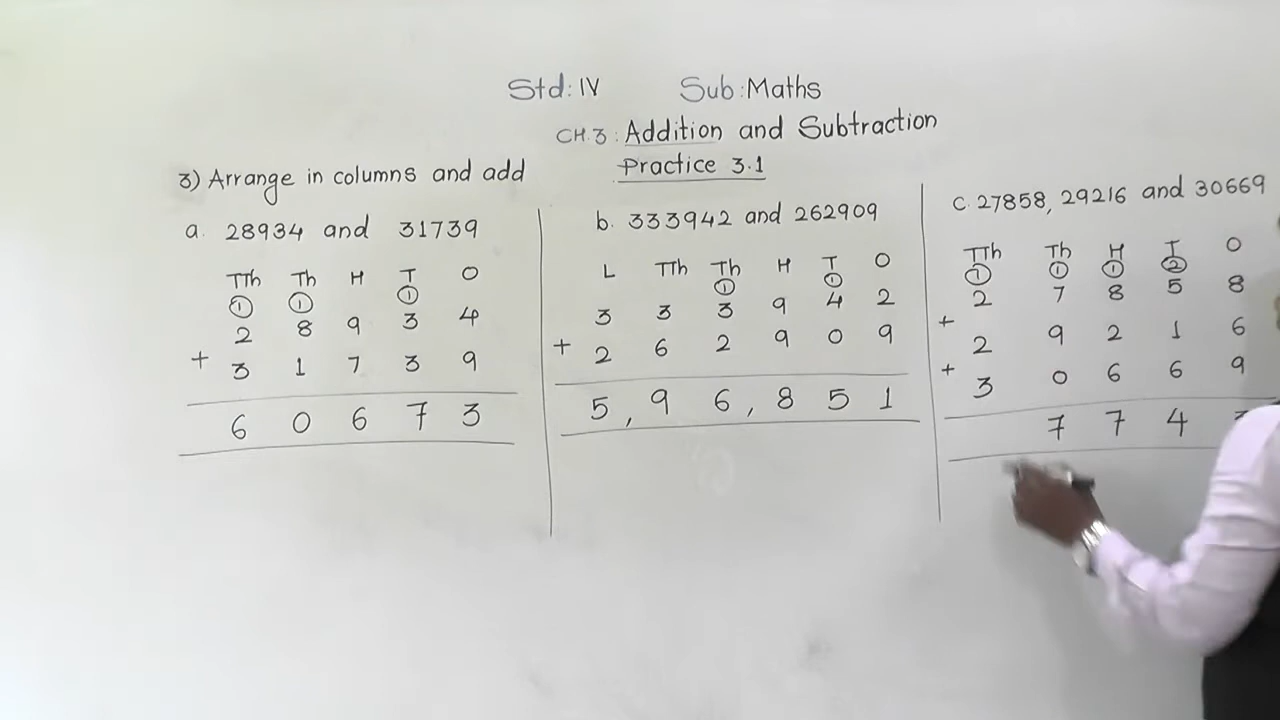 Std: IV Sub: Maths
CH.3: Addition and Subtraction
Practice 3.1
3) Arrange in columns and add
a. 28934 and 31739
TTh Th H T O
1 1 1
2 8 9 3 4
+ 3 1 7 3 9
6 0 6 7 3
b. 333942 and 262909
L TTh Th H T O
1 1
3 3 3 9 4 2
+ 2 6 2 9 0 9
5, 9 6, 8 5 1
c. 27858, 29216 and 30669
TTh Th H T O
1 1 1 2
2 7 8 5 8
+ 2 9 2 1 6
+ 3 0 6 6 9
7 7 4